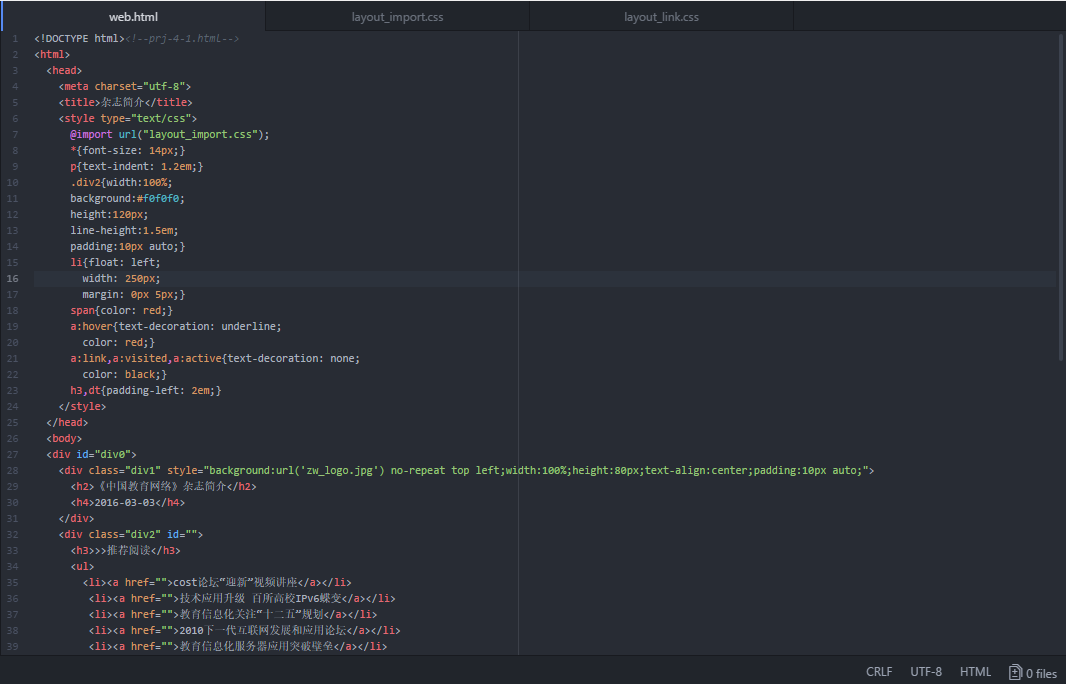 web.html layout_import.css layout_link.css
1 <!DOCTYPE html><!--prj-4-1.html-->
2 <html>
3 <head>
4 <meta charset="utf-8">
5 <title>杂志简介</title>
6 <style type="text/css">
7 @import url("layout_import.css");
8 *{font-size: 14px;}
9 p{text-indent: 1.2em;}
10 .div2{width:100%;
11 background:#f0f0f0;
12 height:120px;
13 line-height:1.5em;
14 padding:10px auto;}
15 li{float: left;
16 width: 250px;
17 margin: 0px 5px;}
18 span{color: red;}
19 a:hover{text-decoration: underline;
20 color: red;}
21 a:link,a:visited,a:active{text-decoration: none;
22 color: black;}
23 h3,dt{padding-left: 2em;}
24 </style>
25 </head>
26 <body>
27 <div id="div0">
28 <div class="div1" style="background:url('zw_logo.jpg') no-repeat top left;width:100%;height:80px;text-align:center;padding:10px auto;">
29 <h2>《中国教育网络》杂志简介</h2>
30 <h4>2016-03-03</h4>
31 </div>
32 <div class="div2" id="">
33 <h3>>>推荐阅读</h3>
34 <ul>
35 <li><a href="">cost论坛“迎新”视频讲座</a></li>
36 <li><a href="">技术应用升级 百所高校IPv6蝶变</a></li>
37 <li><a href="">教育信息化关注“十二五”规划</a></li>
38 <li><a href="">2010下一代互联网发展和应用论坛</a></li>
39 <li><a href="">教育信息化服务器应用突破壁垒</a></li>
CRLF UTF-8 HTML 0 files